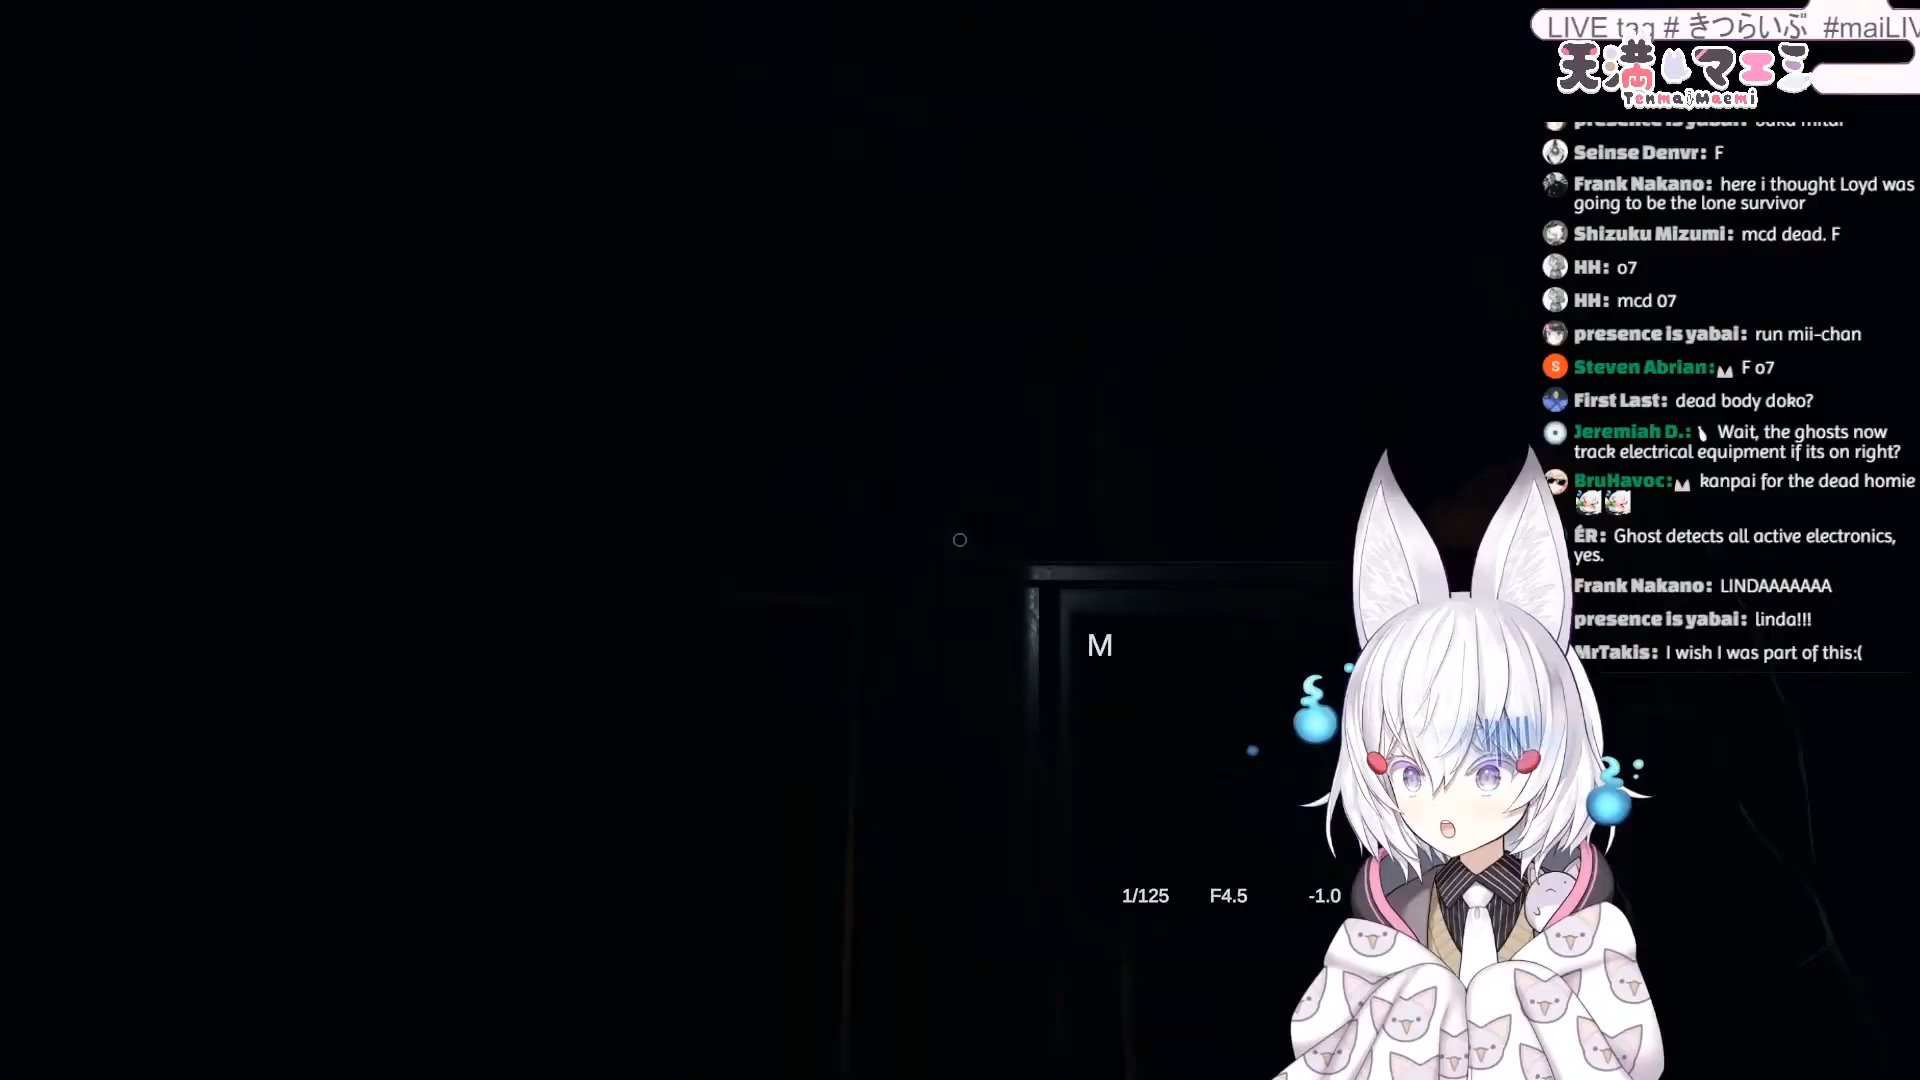 LIVE tag # きつらいぶ #maiLIV
天満マエミ
Tenma Maemi
presence is yabai: baka mitai
Seinse Denvr: F
Frank Nakano: here i thought Loyd was
going to be the lone survivor
Shizuku Mizumi: mcd dead. F
HH: o7
HH: mcd 07
presence is yabai: run mii-chan
S
Steven Abrian: F o7
First Last: dead body doko?
Jeremiah D.: Wait, the ghosts now
track electrical equipment if its on right?
BruHavoc: kanpai for the dead homie
ÉR: Ghost detects all active electronics,
yes.
Frank Nakano: LINDAAAAAAA
presence is yabai: linda!!!
MrTakis: I wish I was part of this:(
M
1/125 F4.5 -1.0